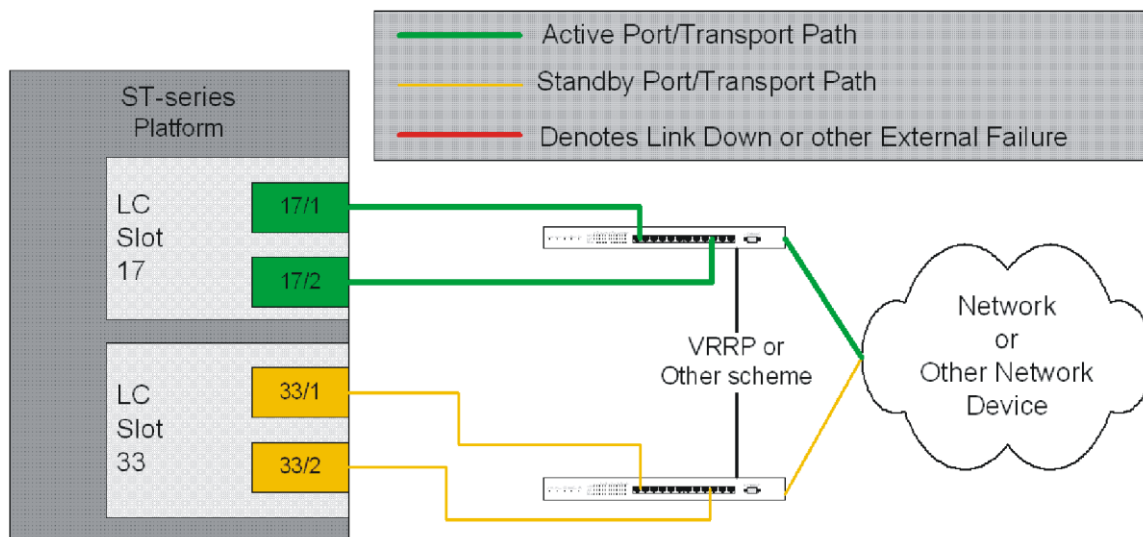 Active Port/Transport Path
Standby Port/Transport Path
Denotes Link Down or other External Failure
ST-series
Platform
LC
Slot
17
17/1
17/2
LC
Slot
33
33/1
33/2
VRRP or
Other scheme
Network
or
Other Network
Device